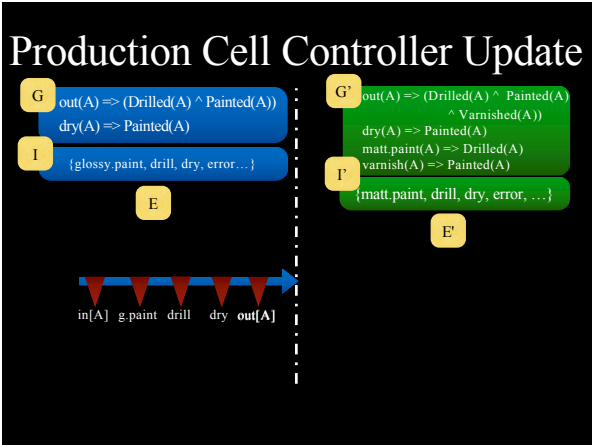 Production Cell Controller Update
G
out(A) => (Drilled(A) ^ Painted(A))
dry(A) => Painted(A)
I
{glossy.paint, drill, dry, error…}
E
G’
out(A) => (Drilled(A) ^ Painted(A)
^ Varnished(A))
dry(A) => Painted(A)
matt.paint(A) => Drilled(A)
varnish(A) => Painted(A)
I’
{matt.paint, drill, dry, error, …}
E'
in[A] g.paint drill dry out[A]